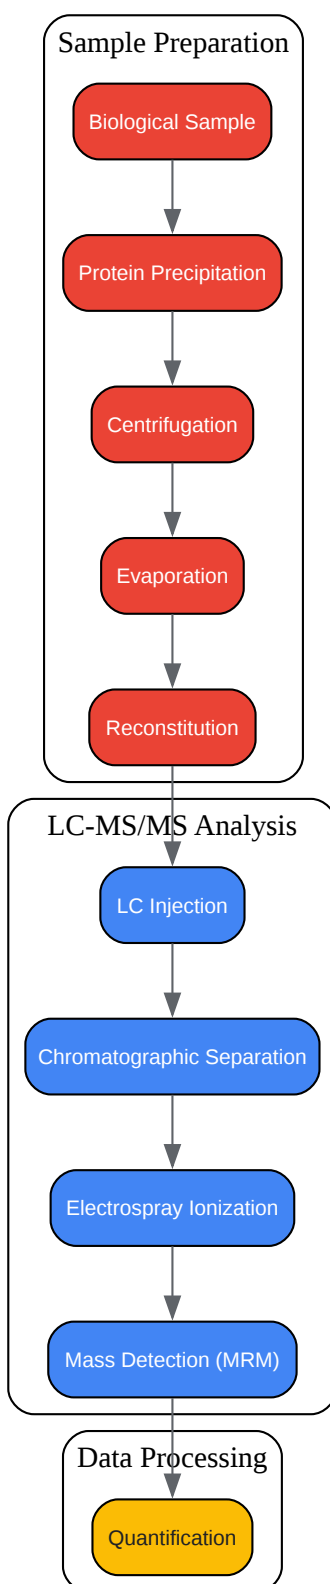 Sample Preparation
Biological Sample
Protein Precipitation
Centrifugation
Evaporation
Reconstitution
LC-MS/MS Analysis
LC Injection
Chromatographic Separation
Electrospray Ionization
Mass Detection (MRM)
Data Processing
Quantification